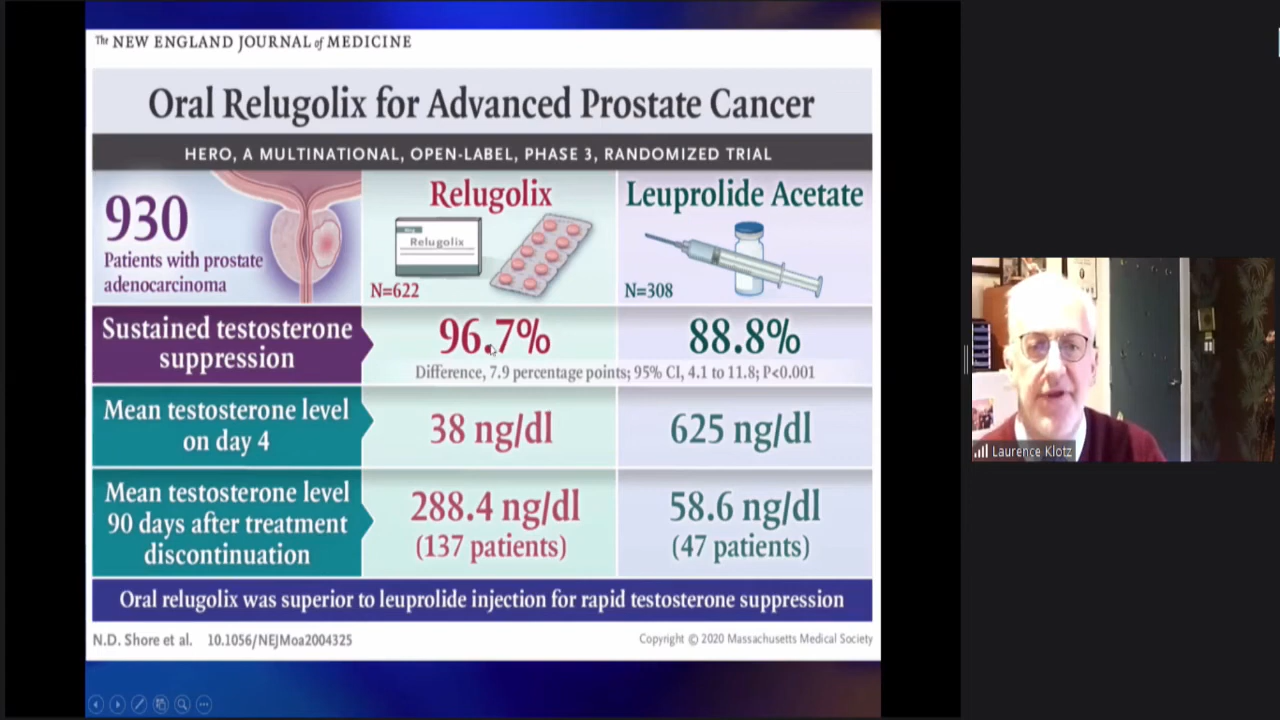 The NEW ENGLAND JOURNAL of MEDICINE
Oral Relugolix for Advanced Prostate Cancer
HERO, A MULTINATIONAL, OPEN-LABEL, PHASE 3, RANDOMIZED TRIAL
930
Patients with prostate
adenocarcinoma
Relugolix
Relugolix
N=622
Leuprolide Acetate
N=308
Sustained testosterone
suppression
96.7%
88.8%
Difference, 7.9 percentage points; 95% CI, 4.1 to 11.8; P<0.001
Mean testosterone level
on day 4
38 ng/dl
625 ng/dl
Mean testosterone level
90 days after treatment
discontinuation
288.4 ng/dl
(137 patients)
58.6 ng/dl
(47 patients)
Oral relugolix was superior to leuprolide injection for rapid testosterone suppression
N.D. Shore et al. 10.1056/NEJMoa2004325
Copyright © 2020 Massachusetts Medical Society
Laurence Klotz